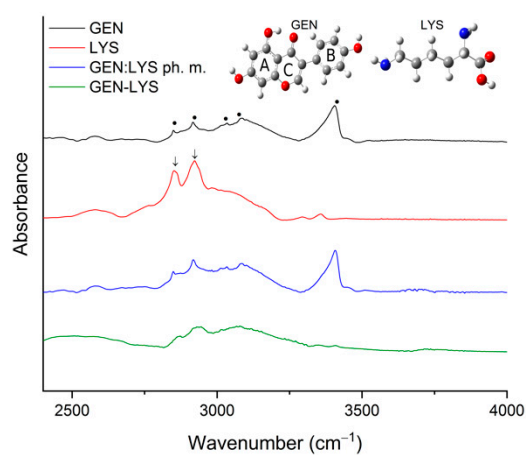 GEN
LYS
GEN:LYS ph. m.
GEN-LYS
GEN
LYS
A
C
B
Absorbance
2500
3000
3500
4000
Wavenumber (cm⁻¹)